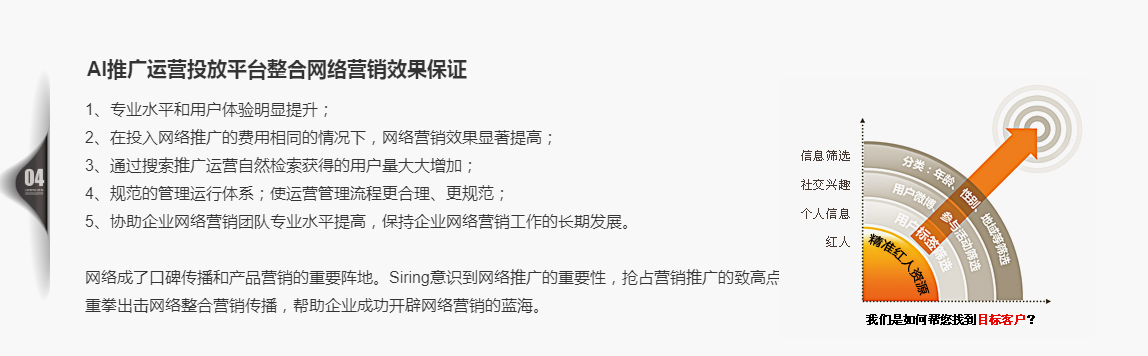 AI推广运营投放平台整合网络营销效果保证
04
1、专业水平和用户体验明显提升；
2、在投入网络推广的费用相同的情况下，网络营销效果显著提高；
3、通过搜索推广运营自然检索获得的用户量大大增加；
4、规范的管理运行体系；使运营管理流程更合理、更规范；
5、协助企业网络营销团队专业水平提高，保持企业网络营销工作的长期发展。
网络成了口碑传播和产品营销的重要阵地。Siring意识到网络推广的重要性，抢占营销推广的致高点
重拳出击网络整合营销传播，帮助企业成功开辟网络营销的蓝海。
信息筛选
社交兴趣
个人信息
红人
分类：年龄、性别、地域等筛选
用户微博、参与活动筛选
用户标签筛选
精准红人资源
我们是如何帮您找到目标客户？